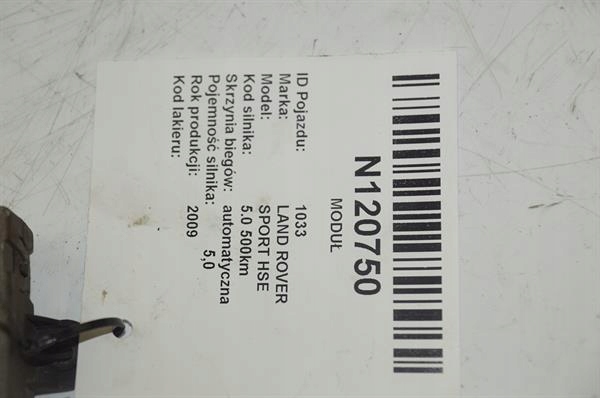 N120750
MODUŁ
ID Pojazdu: 1033
Marka: LAND ROVER
Model: SPORT HSE
Kod silnika: 5.0 500km
Skrzynia biegów: automatyczna
Pojemność silnika: 5,0
Rok produkcji: 2009
Kod lakieru: